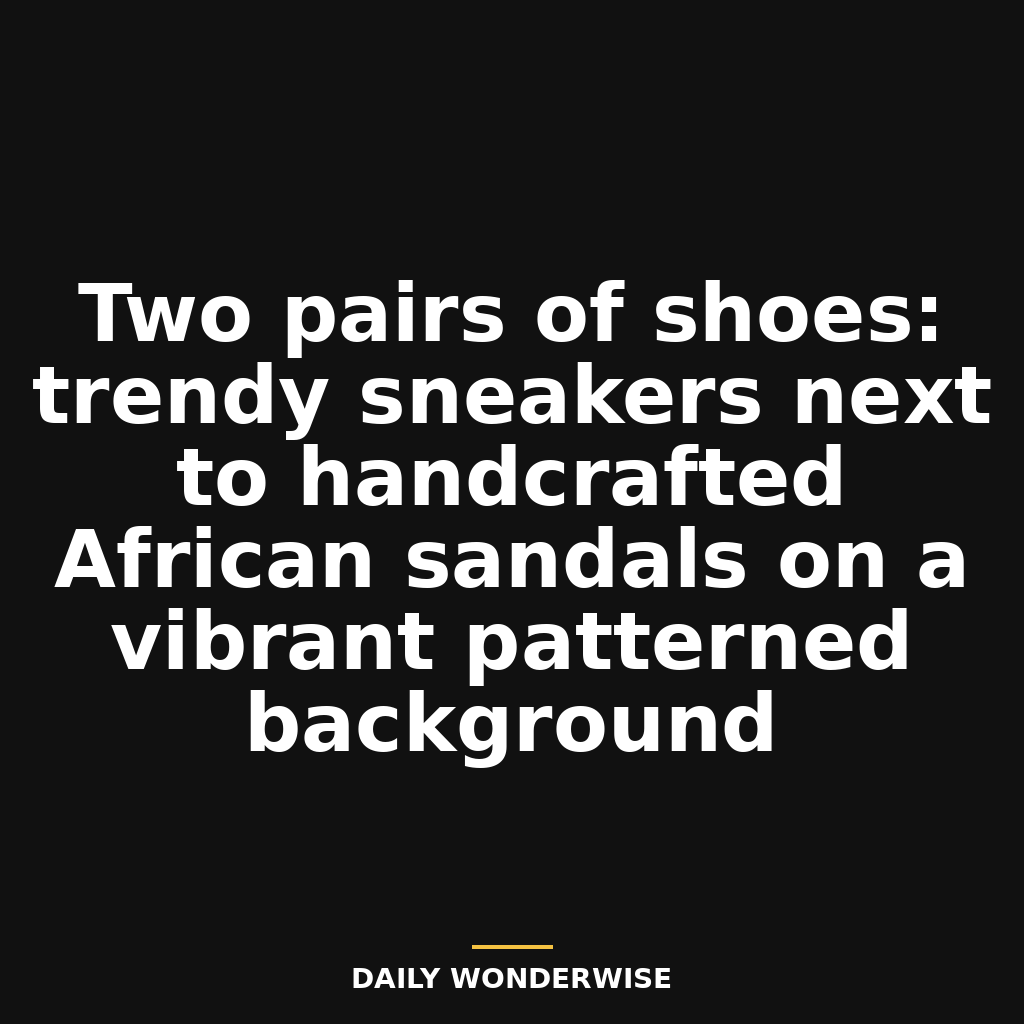 Two pairs of shoes:
trendy sneakers next
to handcrafted
African sandals on a
vibrant patterned
background
DAILY WONDERWISE